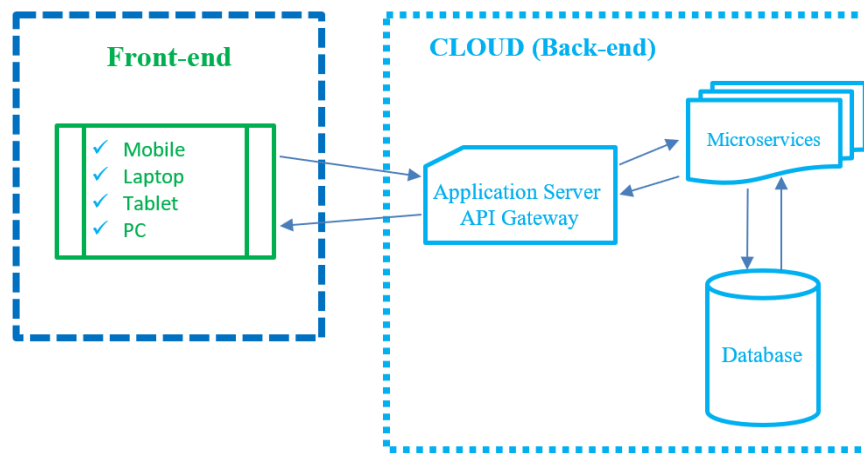 Front-end
Mobile
Laptop
Tablet
PC
CLOUD (Back-end)
Application Server
API Gateway
Microservices
Database